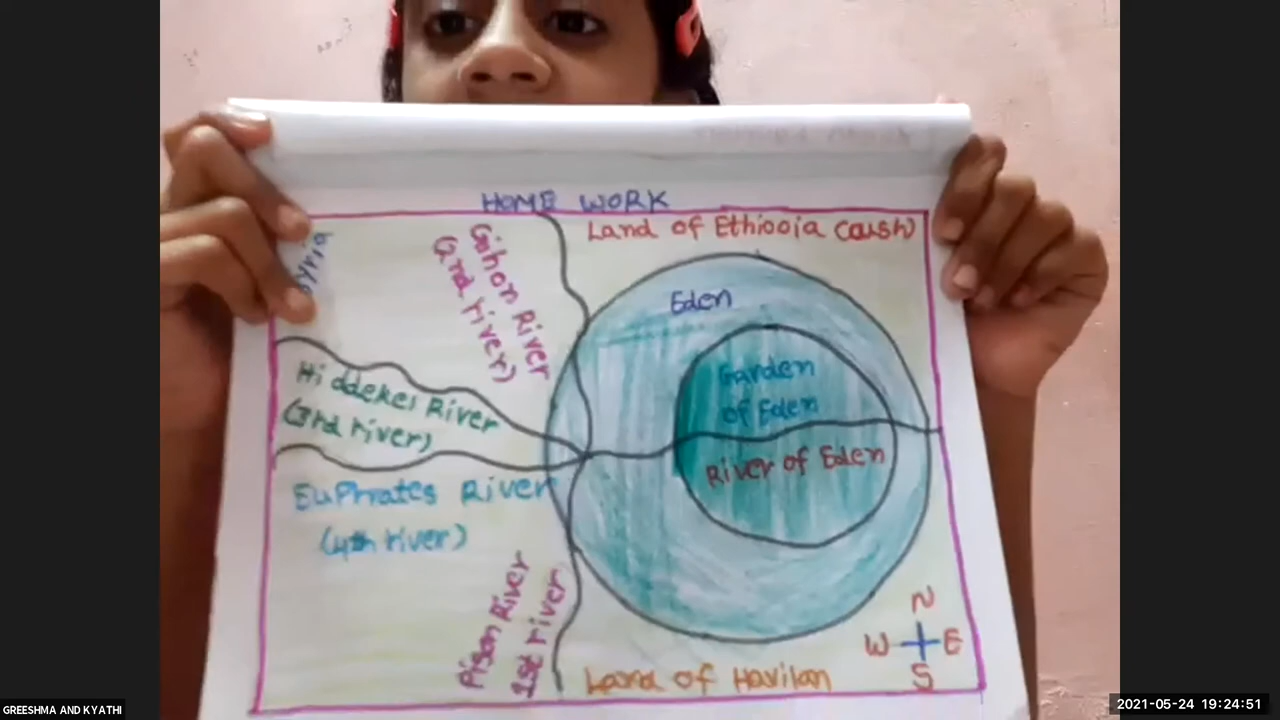 HOME WORK
Land of Ethiooia (cush)
Gihon River
(2nd river)
Eden
Garden
of Eden
River of Eden
Hiddekel River
(3rd river)
Euphrates River
(4th river)
Pison River
1st river
Land of Havilah
N
W E
S
GREESHMA AND KYATHI
2021-05-24 19:24:51